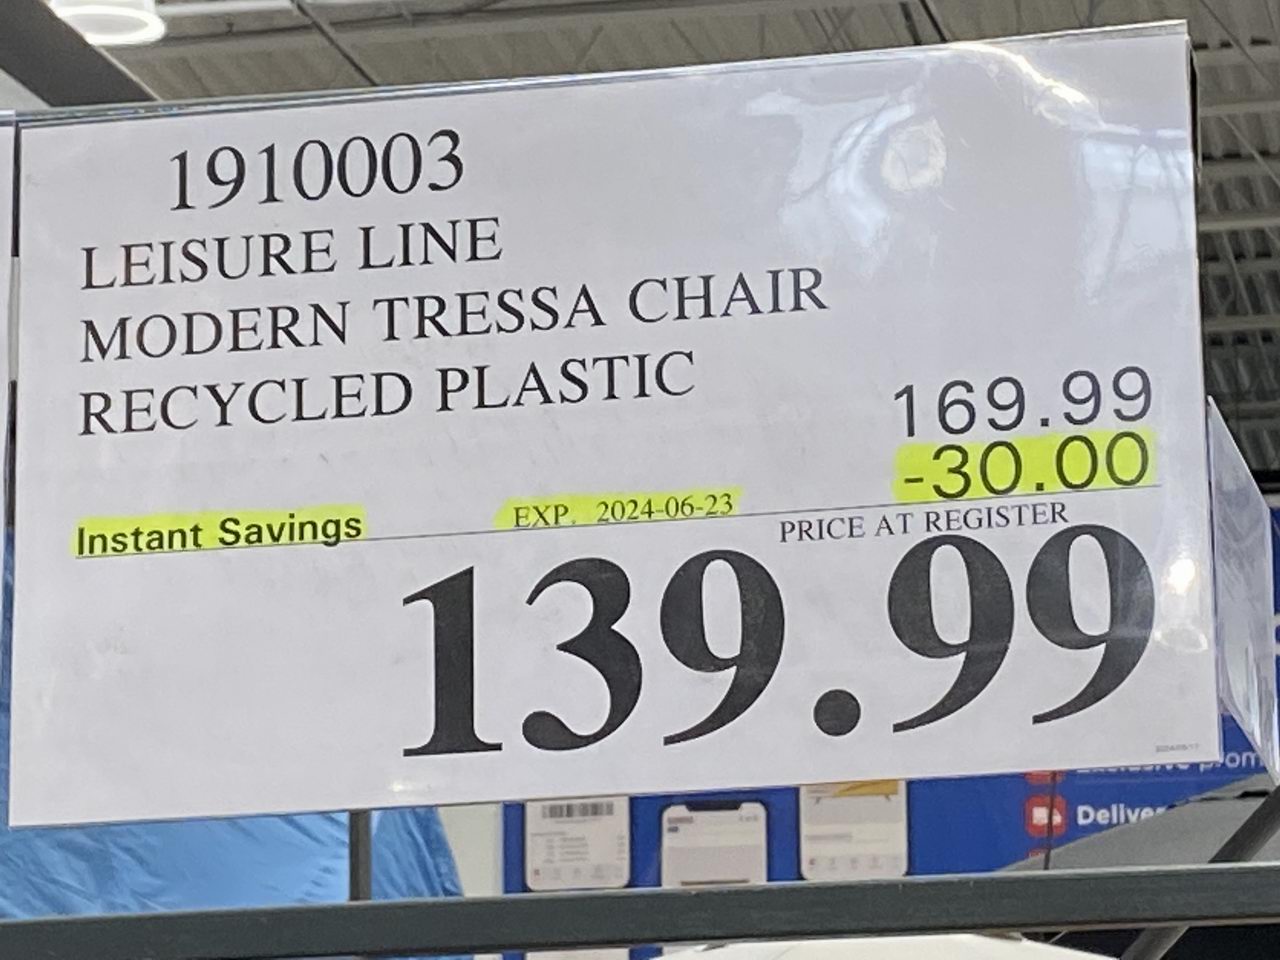 1910003
LEISURE LINE
MODERN TRESSA CHAIR
RECYCLED PLASTIC
169.99
-30.00
Instant Savings EXP. 2024-06-23
PRICE AT REGISTER
139.99